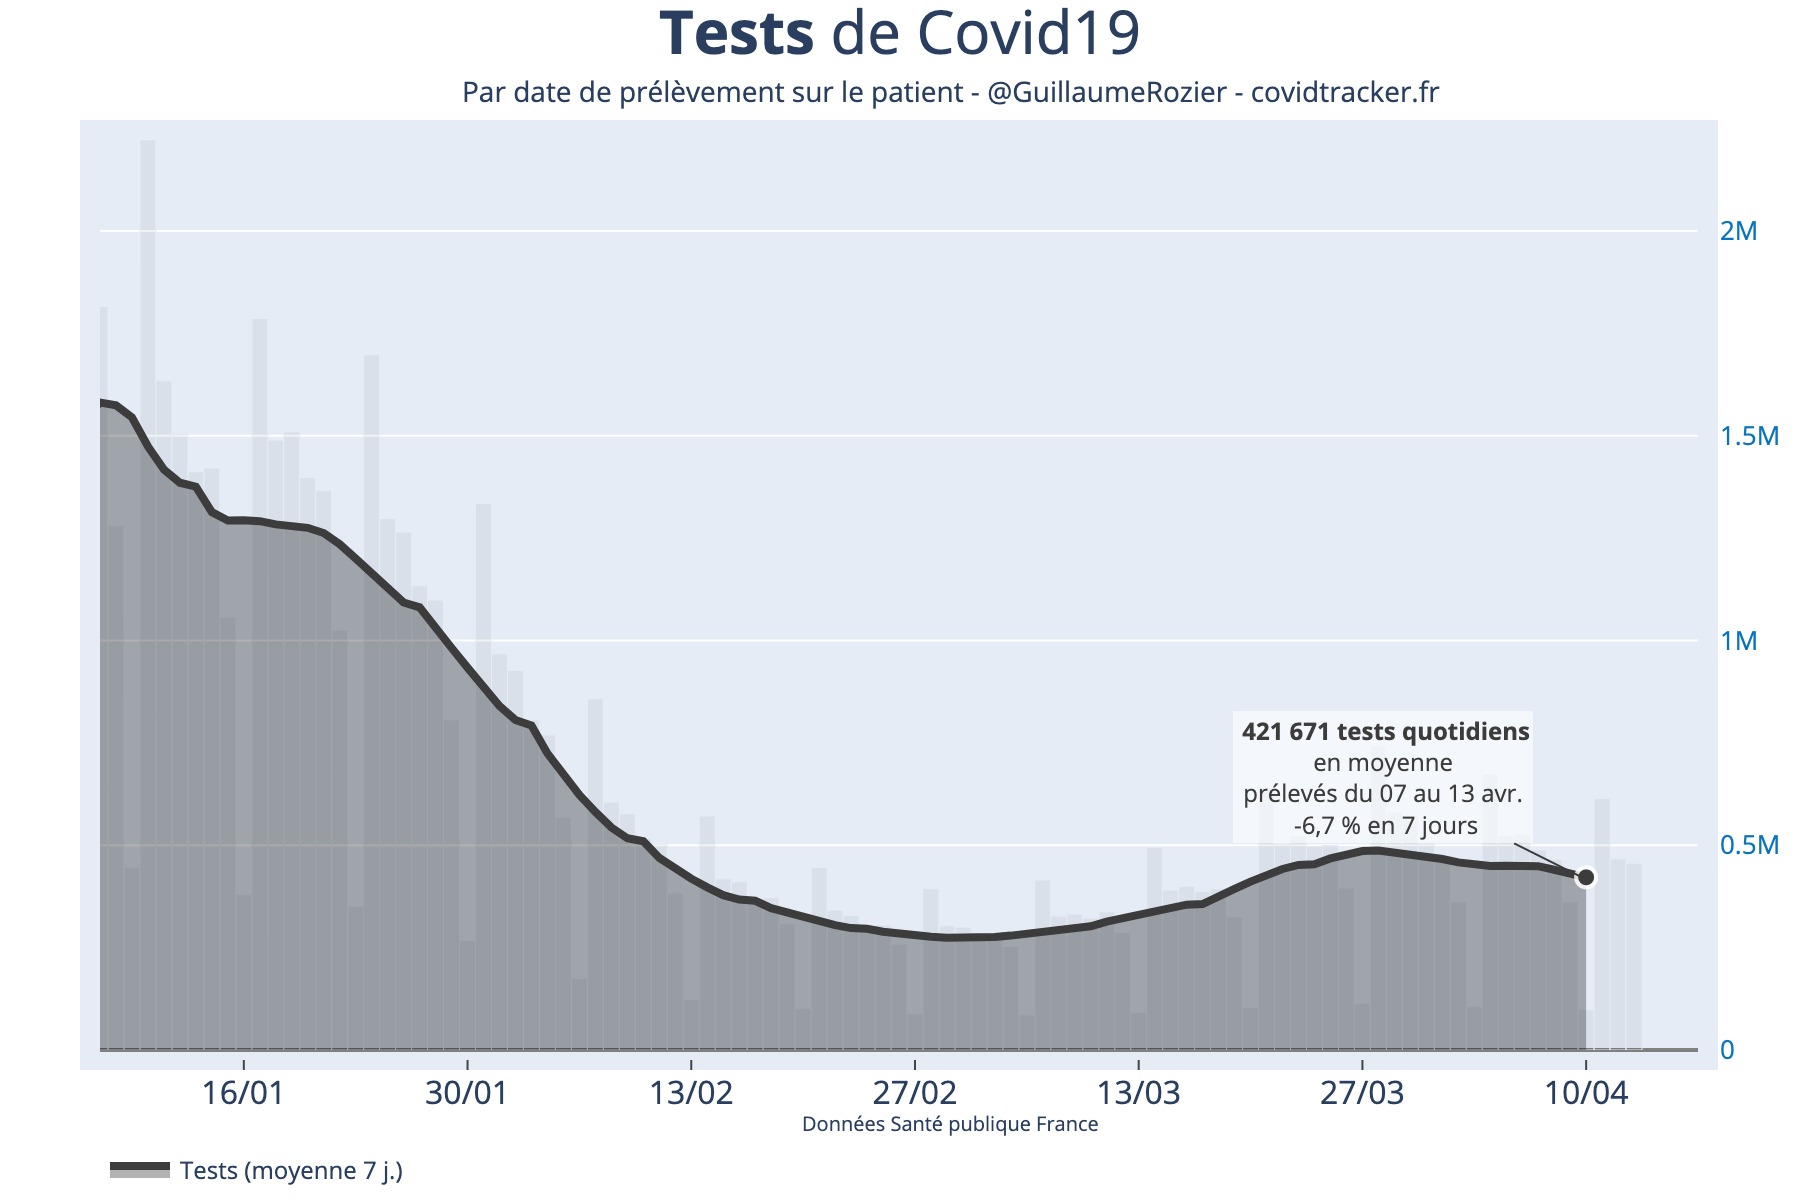 Tests de Covid19
Par date de prélèvement sur le patient - @GuillaumeRozier - covidtracker.fr
2M
1.5M
1M
421 671 tests quotidiens
en moyenne
prélevés du 07 au 13 avr.
-6,7 % en 7 jours
0.5M
0
16/01 30/01 13/02 27/02 13/03 27/03 10/04
Données Santé publique France
Tests (moyenne 7 j.)